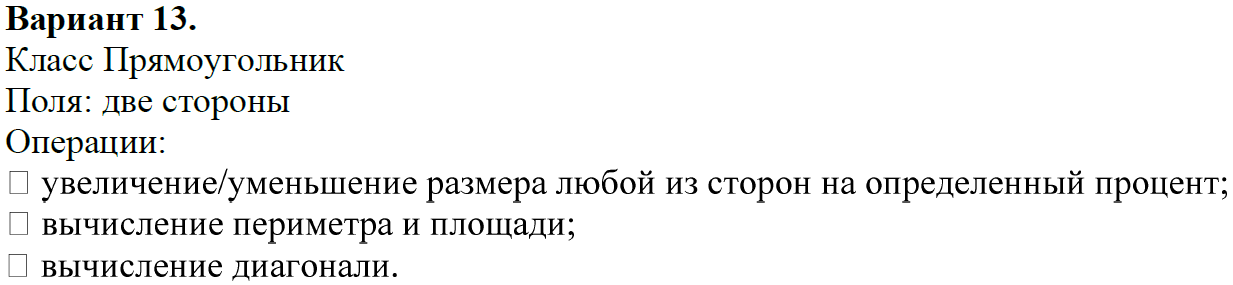 Вариант 13.
Класс Прямоугольник
Поля: две стороны
Операции:
□ увеличение/уменьшение размера любой из сторон на определенный процент;
□ вычисление периметра и площади;
□ вычисление диагонали.